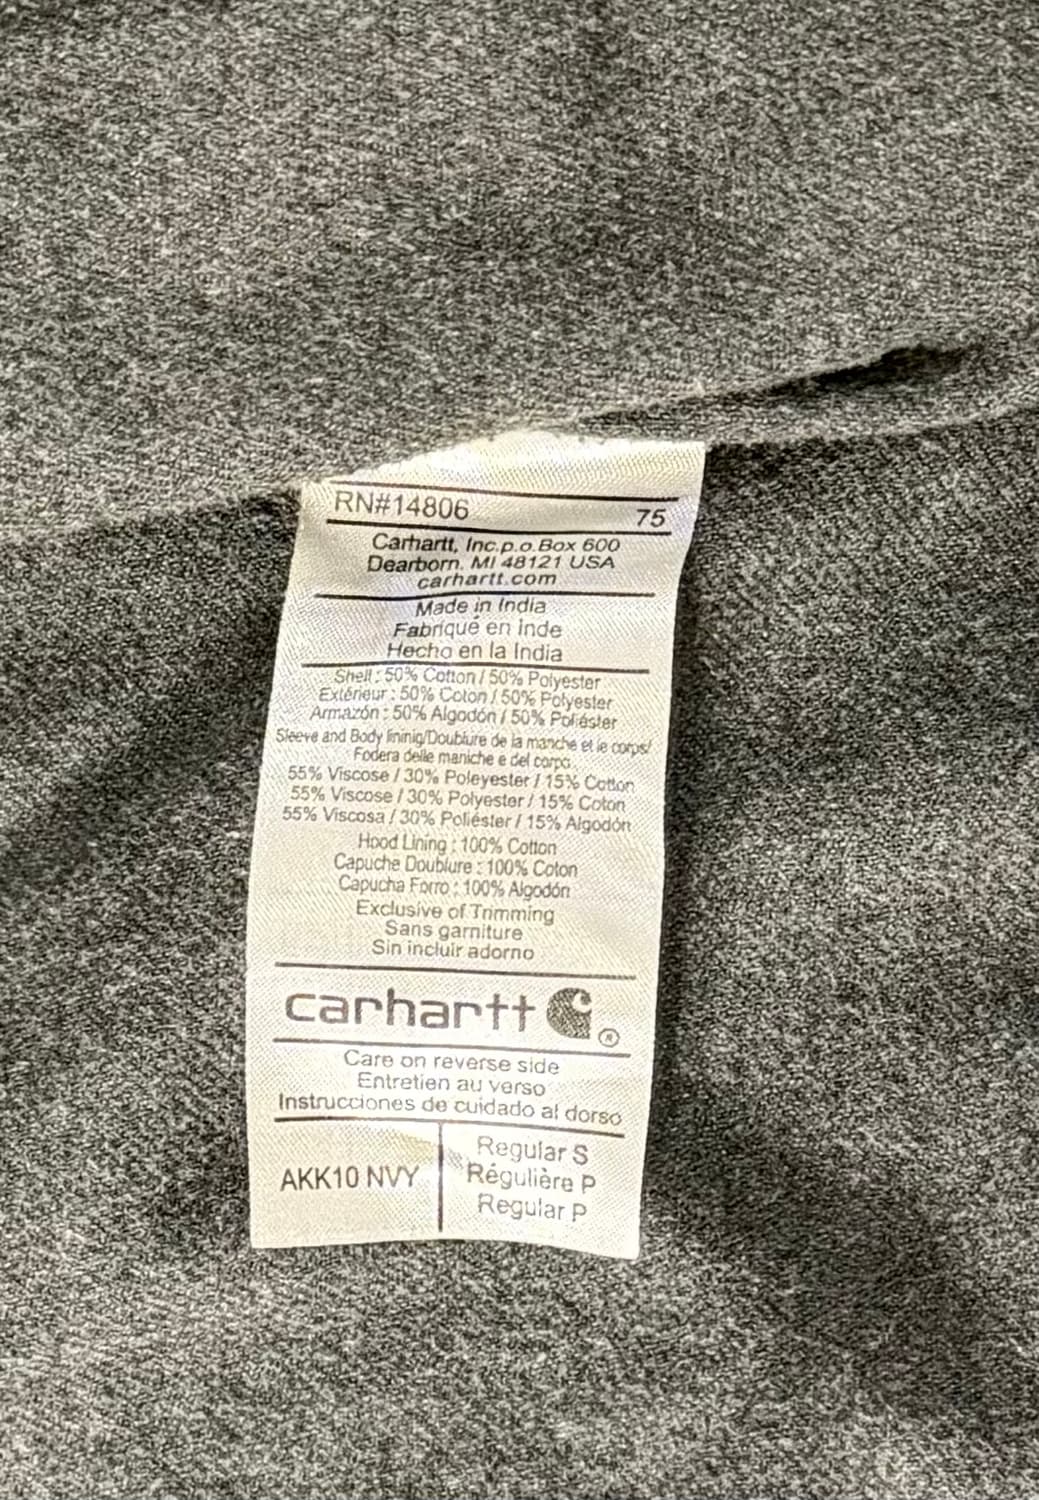 RN#14806 75
Carhartt, Inc.p.o.Box 600
Dearborn, MI 48121 USA
carhartt.com
Made in India
Fabriqué en Inde
Hecho en la India
Shell : 50% Cotton / 50% Polyester
Extérieur : 50% Coton / 50% Polyester
Armazón : 50% Algodón / 50% Poliéster
Sleeve and Body lininig/Doublure de la manche et le corps/
Fodera delle maniche e del corpo
55% Viscose / 30% Poleyester / 15% Cotton
55% Viscose / 30% Polyester / 15% Coton
55% Viscosa / 30% Poliéster / 15% Algodón
Hood Lining : 100% Cotton
Capuche Doublure : 100% Coton
Capucha Forro : 100% Algodón
Exclusive of Trimming
Sans garniture
Sin incluir adorno
carhartt ®
Care on reverse side
Entretien au verso
Instrucciones de cuidado al dorso
AKK10 NVY
Regular S
Régulière P
Regular P